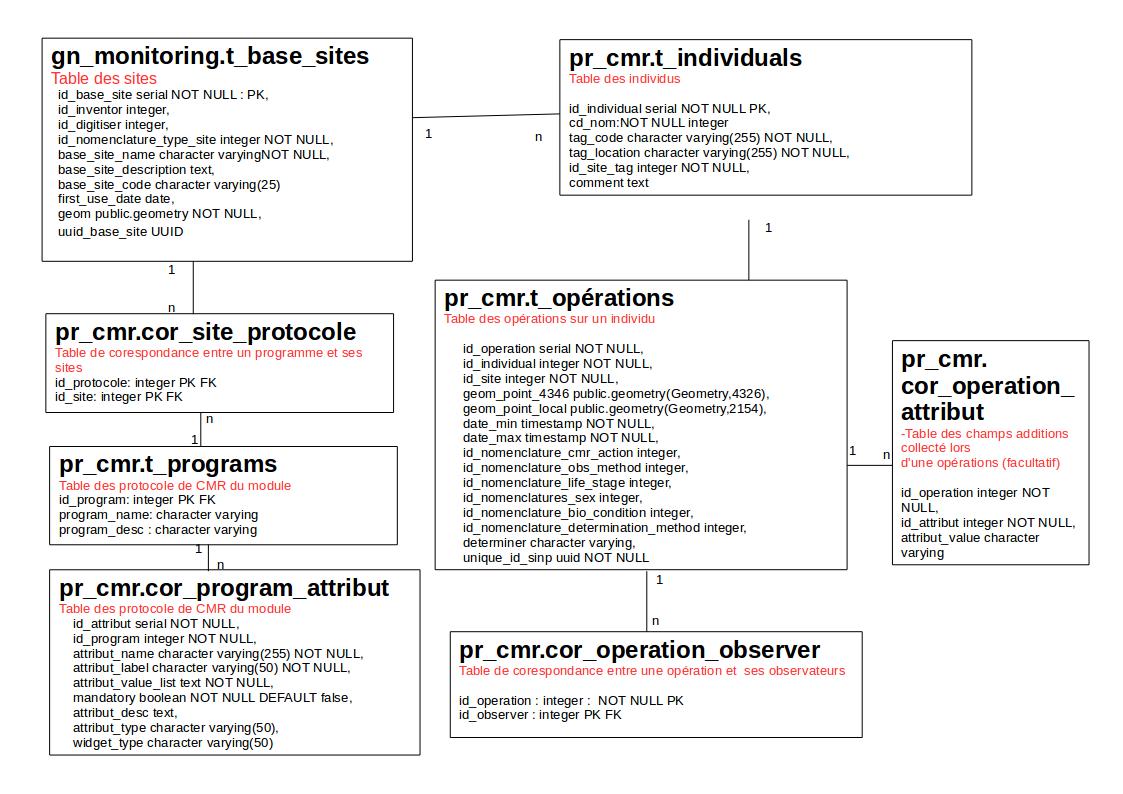 gn_monitoring.t_base_sites
Table des sites
id_base_site serial NOT NULL : PK,
id_inventor integer,
id_digitiser integer,
id_nomenclature_type_site integer NOT NULL,
base_site_name character varyingNOT NULL,
base_site_description text,
base_site_code character varying(25)
first_use_date date,
geom public.geometry NOT NULL,
uuid_base_site UUID
1
n
pr_cmr.t_individuals
Table des individus
id_individual serial NOT NULL PK,
cd_nom:NOT NULL integer
tag_code character varying(255) NOT NULL,
tag_location character varying(255) NOT NULL,
id_site_tag integer NOT NULL,
comment text
1
1
n
pr_cmr.cor_site_protocole
Table de corespondance entre un programme et ses
sites
id_protocole: integer PK FK
id_site: integer PK FK
n
1
pr_cmr.t_programs
Table des protocole de CMR du module
id_program: integer PK FK
program_name: character varying
program_desc : character varying
1
n
pr_cmr.cor_program_attribut
Table des protocole de CMR du module
id_attribut serial NOT NULL,
id_program integer NOT NULL,
attribut_name character varying(255) NOT NULL,
attribut_label character varying(50) NOT NULL,
attribut_value_list text NOT NULL,
mandatory boolean NOT NULL DEFAULT false,
attribut_desc text,
attribut_type character varying(50),
widget_type character varying(50)
pr_cmr.t_opérations
Table des opérations sur un individu
id_operation serial NOT NULL,
id_individual integer NOT NULL,
id_site integer NOT NULL,
geom_point_4346 public.geometry(Geometry,4326),
geom_point_local public.geometry(Geometry,2154),
date_min timestamp NOT NULL,
date_max timestamp NOT NULL,
id_nomenclature_cmr_action integer,
id_nomenclature_obs_method integer,
id_nomenclature_life_stage integer,
id_nomenclatures_sex integer,
id_nomenclature_bio_condition integer,
id_nomenclature_determination_method integer,
determiner character varying,
unique_id_sinp uuid NOT NULL
1
n
pr_cmr.
cor_operation_
attribut
-Table des champs additions
collecté lors
d'une opérations (facultatif)
id_operation integer NOT
NULL,
id_attribut integer NOT NULL,
attribut_value character
varying
1
n
pr_cmr.cor_operation_observer
Table de corespondance entre une opération et  ses observateurs
id_operation : integer :  NOT NULL PK
id_observer : integer PK FK